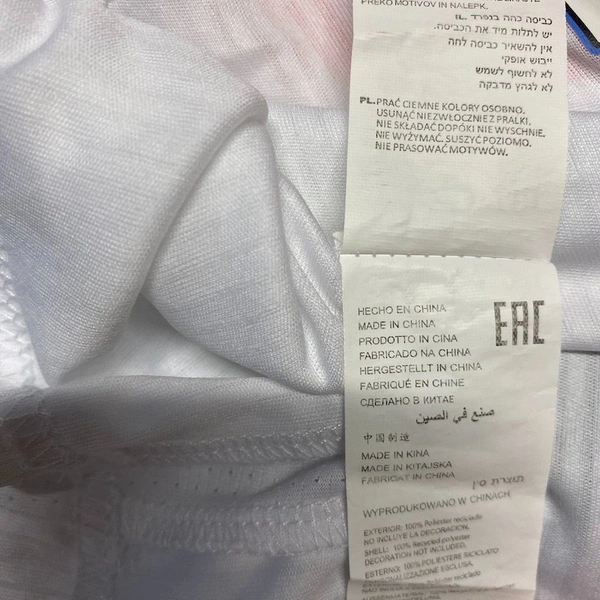 PREKO MOTIVOV IN NALEPK.
IL. כביסה כהה בנפרד
יש לתלות מיד את הכביסה.
אין להשאיר כביסה לחה
ייבוש אופקי
לא לחשוף לשמש
לא לגהץ מדבקה
PL.PRAĆ CIEMNE KOLORY OSOBNO.
USUNĄĆ NIEZWŁOCZNIE Z PRALKI.
NIE SKŁADAĆ DOPÓKI NIE WYSCHNIE.
NIE WYŻYMAĆ. SUSZYĆ POZIOMO.
NIE PRASOWAĆ MOTYWÓW.
HECHO EN CHINA
EAC
MADE IN CHINA
PRODOTTO IN CINA
FABRICADO NA CHINA
HERGESTELLT IN CHINA
FABRIQUÉ EN CHINE
СДЕЛАНО В КИТАЕ
صنع في الصين
中国制造
MADE IN KINA
MADE IN KITAJSKA
FABRICAT IN CHINA
תוצרת סין
WYPRODUKOWANO W CHINACH
EXTERIOR: 100% Poliéster reciclado
NO INCLUYE LA DECORACIÓN.
SHELL: 100% Recycled polyester
DECORATION NOT INCLUDED.
ESTERNO: 100% POLIESTERE RICICLATO
PERSONALIZZAZIONE ESCLUSA.